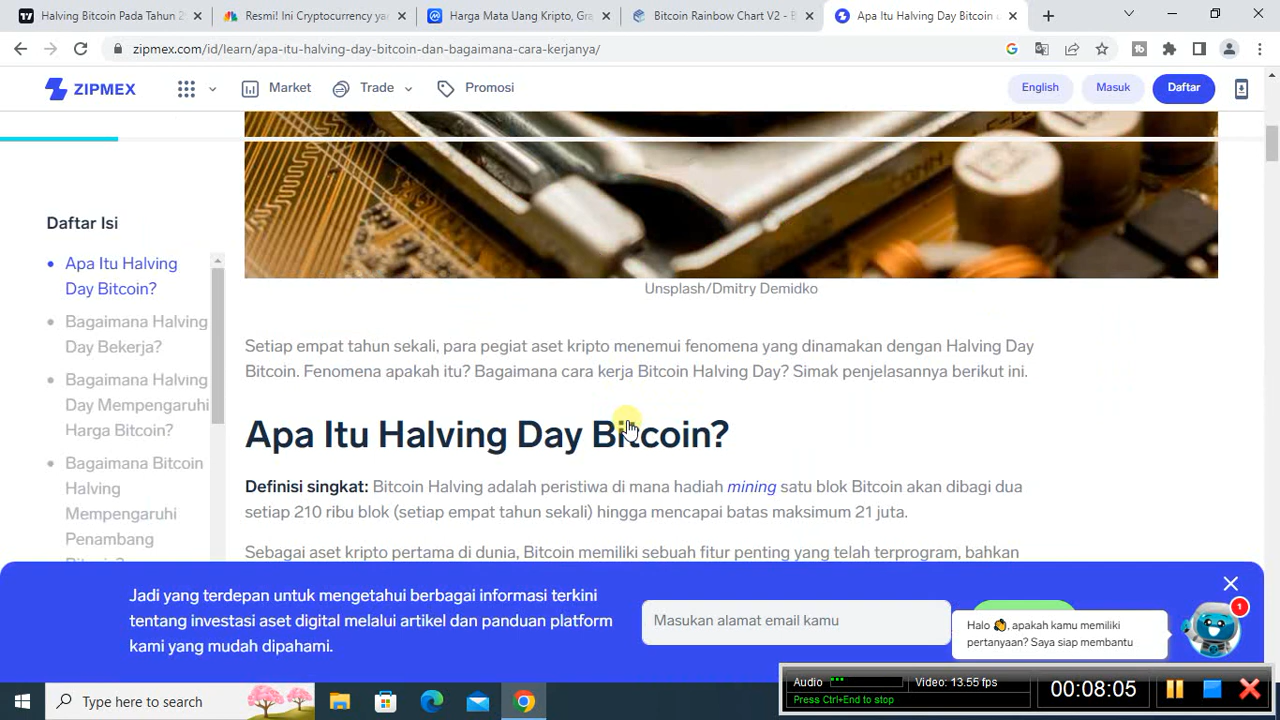 Halving Bitcoin Pada Tahun 2
Resmi! Ini Cryptocurrency yan
Harga Mata Uang Kripto, Gra
Bitcoin Rainbow Chart V2 - B
Apa Itu Halving Day Bitcoin
zipmex.com/id/learn/apa-itu-halving-day-bitcoin-dan-bagaimana-cara-kerjanya/
ZIPMEX
Market
Trade
Promosi
English
Masuk
Daftar
Unsplash/Dmitry Demidko
Daftar Isi
Apa Itu Halving
Day Bitcoin?
Bagaimana Halving
Day Bekerja?
Bagaimana Halving
Day Mempengaruhi
Harga Bitcoin?
Bagaimana Bitcoin
Halving
Mempengaruhi
Penambang
Setiap empat tahun sekali, para pegiat aset kripto menemui fenomena yang dinamakan dengan Halving Day
Bitcoin. Fenomena apakah itu? Bagaimana cara kerja Bitcoin Halving Day? Simak penjelasannya berikut ini.
Apa Itu Halving Day Bitcoin?
Definisi singkat: Bitcoin Halving adalah peristiwa di mana hadiah mining satu blok Bitcoin akan dibagi dua
setiap 210 ribu blok (setiap empat tahun sekali) hingga mencapai batas maksimum 21 juta.
Sebagai aset kripto pertama di dunia, Bitcoin memiliki sebuah fitur penting yang telah terprogram, bahkan
Jadi yang terdepan untuk mengetahui berbagai informasi terkini
tentang investasi aset digital melalui artikel dan panduan platform
kami yang mudah dipahami.
Masukan alamat email kamu
Halo 👋, apakah kamu memiliki
pertanyaan? Saya siap membantu
1
Audio
Video: 13.55 fps
Press Ctrl+End to stop
00:08:05
Type here to search